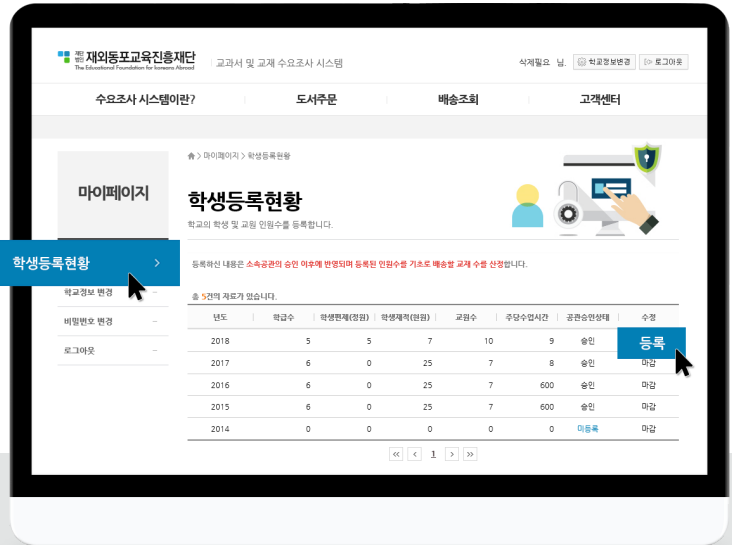 재단법인 재외동포교육진흥재단
The Educational Foundation for Koreans Abroad
교과서 및 교재 수요조사 시스템
삭제필요 님.
학교정보변경
로그아웃
수요조사 시스템이란?
도서주문
배송조회
고객센터
> 마이페이지 > 학생등록현황
마이페이지
학생등록현황
학교의 학생 및 교원 인원수를 등록합니다.
학생등록현황 >
학교정보 변경
비밀번호 변경
로그아웃
등록하신 내용은 소속공관의 승인 이후에 반영되며 등록된 인원수를 기초로 배송할 교재 수를 산정합니다.
총 5건의 자료가 있습니다.
년도 학급수 학생편제(정원) 학생재적(현원) 교원수 주당수업시간 공관승인상태 수정
2018 5 5 7 10 9 승인 등록
2017 6 0 25 7 8 승인 마감
2016 6 0 25 7 600 승인 마감
2015 6 0 25 7 600 승인 마감
2014 0 0 0 0 0 미등록 마감
« < 1 > »